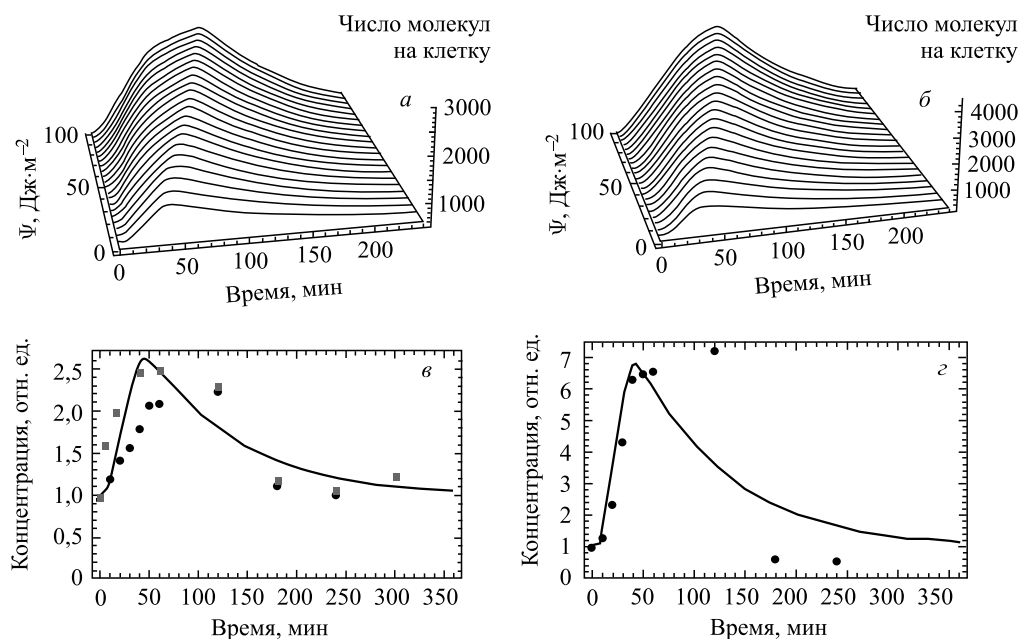 Число молекул
на клетку
а
3000
2000
1000
100
50
0
Ψ, Дж·м⁻²
0
50
100
150
200
Время, мин
Число молекул
на клетку
б
4000
3000
2000
1000
100
50
0
Ψ, Дж·м⁻²
0
50
100
150
200
Время, мин
в
Концентрация, отн. ед.
2,5
2,0
1,5
1,0
0,5
0
0 50 100 150 200 250 300 350
Время, мин
г
Концентрация, отн. ед.
7
6
5
4
3
2
1
0
0 50 100 150 200 250 300 350
Время, мин